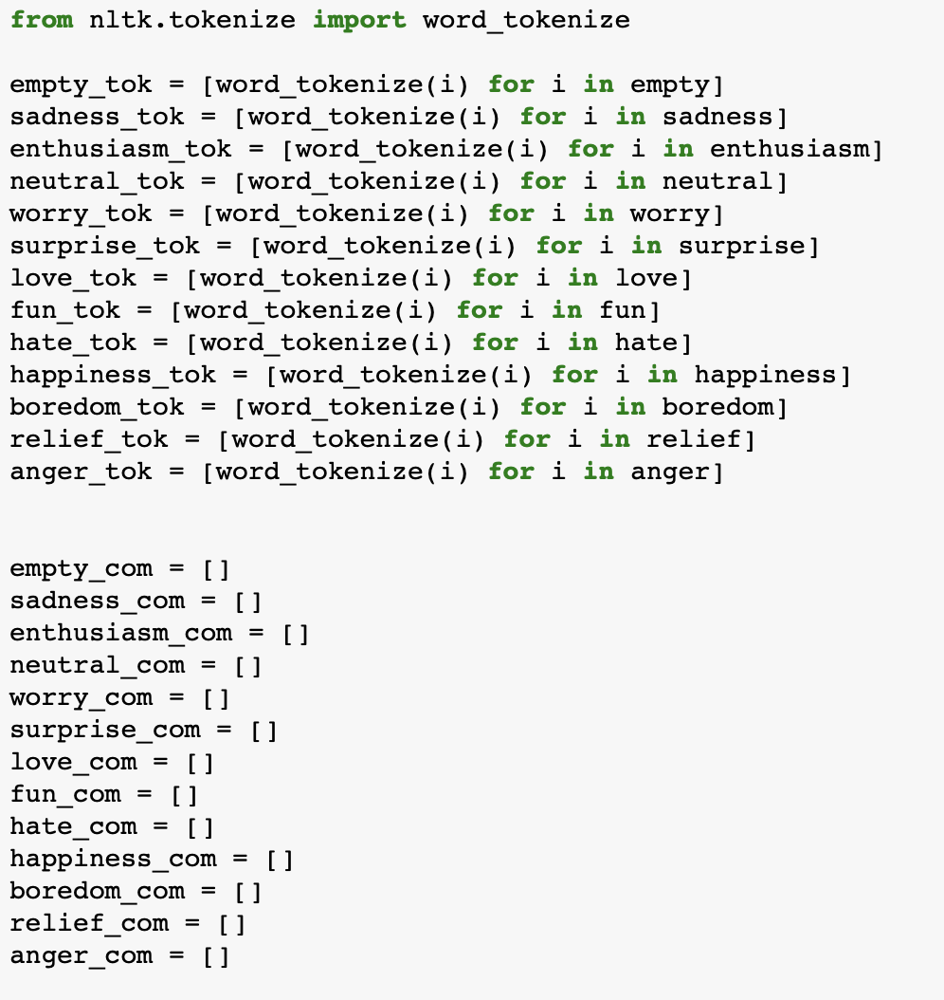 from nltk.tokenize import word_tokenize
empty_tok = [word_tokenize(i) for i in empty]
sadness_tok = [word_tokenize(i) for i in sadness]
enthusiasm_tok = [word_tokenize(i) for i in enthusiasm]
neutral_tok = [word_tokenize(i) for i in neutral]
worry_tok = [word_tokenize(i) for i in worry]
surprise_tok = [word_tokenize(i) for i in surprise]
love_tok = [word_tokenize(i) for i in love]
fun_tok = [word_tokenize(i) for i in fun]
hate_tok = [word_tokenize(i) for i in hate]
happiness_tok = [word_tokenize(i) for i in happiness]
boredom_tok = [word_tokenize(i) for i in boredom]
relief_tok = [word_tokenize(i) for i in relief]
anger_tok = [word_tokenize(i) for i in anger]
empty_com = []
sadness_com = []
enthusiasm_com = []
neutral_com = []
worry_com = []
surprise_com = []
love_com = []
fun_com = []
hate_com = []
happiness_com = []
boredom_com = []
relief_com = []
anger_com = []